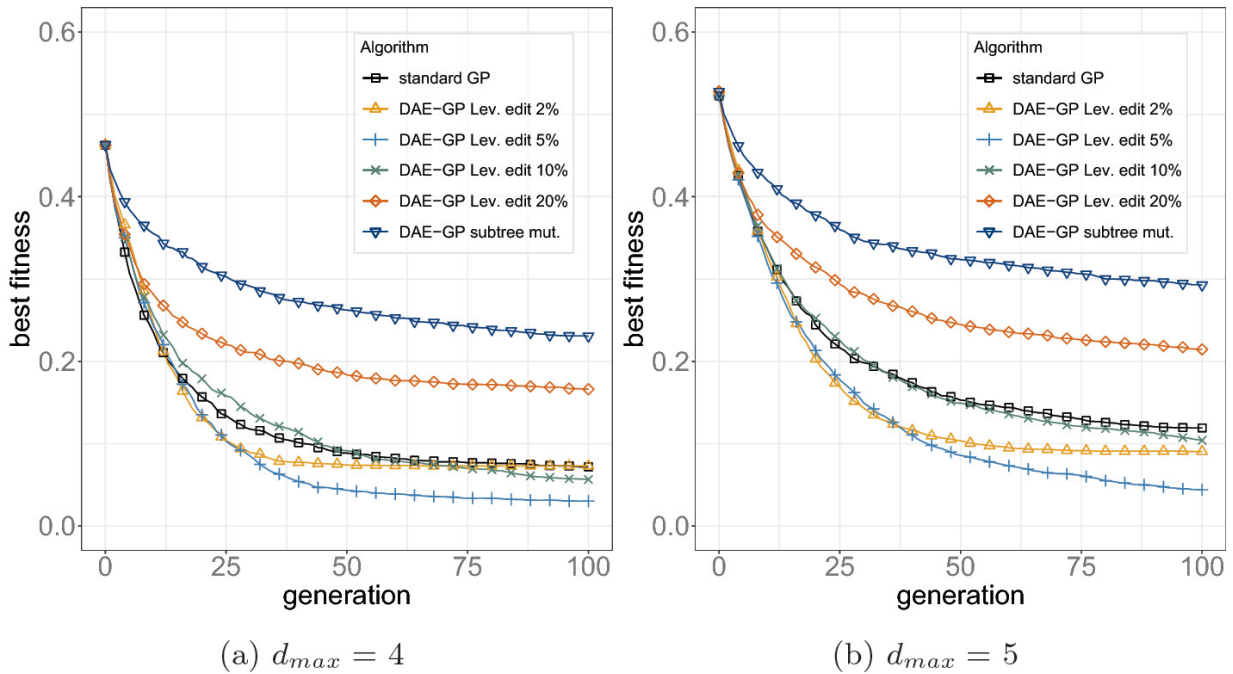 best fitness
0.6
0.4
0.2
0.0
Algorithm
standard GP
DAE-GP Lev. edit 2%
DAE-GP Lev. edit 5%
DAE-GP Lev. edit 10%
DAE-GP Lev. edit 20%
DAE-GP subtree mut.
0 25 50 75 100
generation
(a) d_max = 4
best fitness
0.6
0.4
0.2
0.0
Algorithm
standard GP
DAE-GP Lev. edit 2%
DAE-GP Lev. edit 5%
DAE-GP Lev. edit 10%
DAE-GP Lev. edit 20%
DAE-GP subtree mut.
0 25 50 75 100
generation
(b) d_max = 5